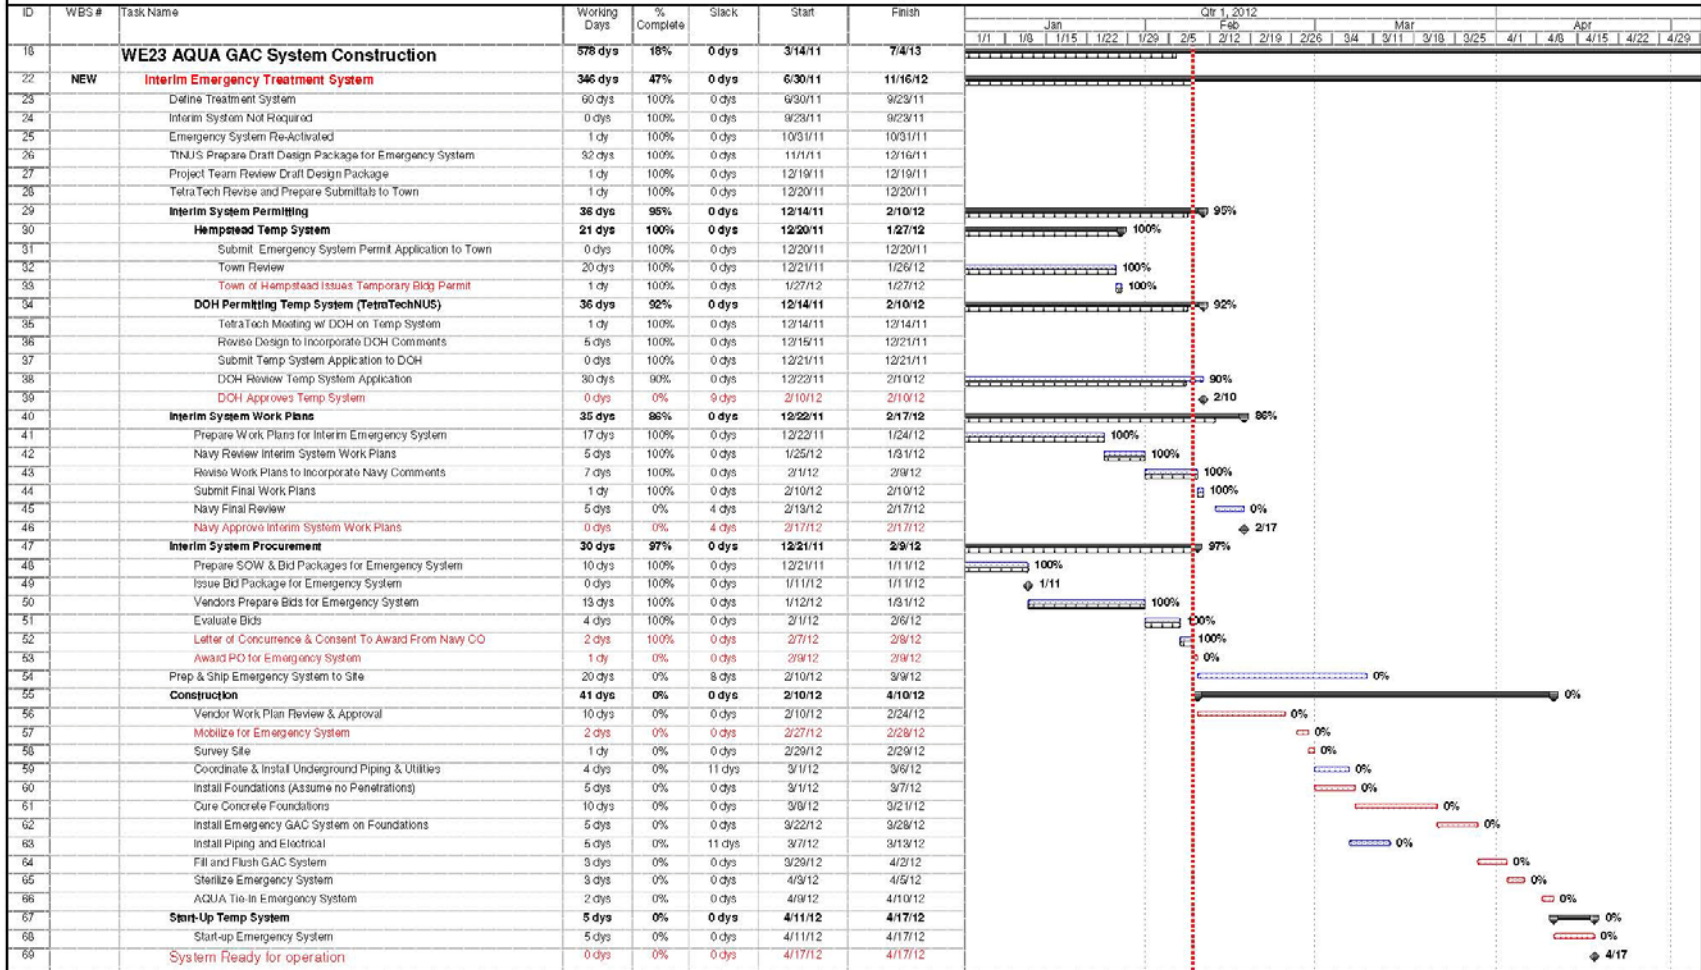 ID WBS # Task Name Working Days % Complete Slack Start Finish
Qtr 1, 2012
Jan Feb Mar Apr
1/1 1/8 1/15 1/22 1/29 2/5 2/12 2/19 2/26 3/4 3/11 3/18 3/25 4/1 4/8 4/15 4/22 4/29
18 WE23 AQUA GAC System Construction 578 dys 18% 0 dys 3/14/11 7/4/13
22 NEW Interim Emergency Treatment System 346 dys 47% 0 dys 6/30/11 11/16/12
23 Define Treatment System 60 dys 100% 0 dys 6/30/11 9/23/11
24 Interim System Not Required 0 dys 100% 0 dys 9/23/11 9/23/11
25 Emergency System Re-Activated 1 dy 100% 0 dys 10/31/11 10/31/11
26 TtNUS Prepare Draft Design Package for Emergency System 32 dys 100% 0 dys 11/1/11 12/16/11
27 Project Team Review Draft Design Package 1 dy 100% 0 dys 12/19/11 12/19/11
28 TetraTech Revise and Prepare Submittals to Town 1 dy 100% 0 dys 12/20/11 12/20/11
29 Interim System Permitting 36 dys 95% 0 dys 12/14/11 2/10/12 95%
30 Hempstead Temp System 21 dys 100% 0 dys 12/20/11 1/27/12 100%
31 Submit Emergency System Permit Application to Town 0 dys 100% 0 dys 12/20/11 12/20/11
32 Town Review 20 dys 100% 0 dys 12/21/11 1/26/12 100%
33 Town of Hempstead Issues Temporary Bldg Permit 1 dy 100% 0 dys 1/27/12 1/27/12 100%
34 DOH Permitting Temp System (TetraTechNUS) 36 dys 92% 0 dys 12/14/11 2/10/12 92%
35 TetraTech Meeting w/ DOH on Temp System 1 dy 100% 0 dys 12/14/11 12/14/11
36 Revise Design to Incorporate DOH Comments 5 dys 100% 0 dys 12/15/11 12/21/11
37 Submit Temp System Application to DOH 0 dys 100% 0 dys 12/21/11 12/21/11
38 DOH Review Temp System Application 30 dys 90% 0 dys 12/22/11 2/10/12 90%
39 DOH Approves Temp System 0 dys 0% 9 dys 2/10/12 2/10/12 2/10
40 Interim System Work Plans 35 dys 86% 0 dys 12/22/11 2/17/12 86%
41 Prepare Work Plans for Interim Emergency System 17 dys 100% 0 dys 12/22/11 1/24/12 100%
42 Navy Review Interim System Work Plans 5 dys 100% 0 dys 1/25/12 1/31/12 100%
43 Revise Work Plans to Incorporate Navy Comments 7 dys 100% 0 dys 2/1/12 2/9/12 100%
44 Submit Final Work Plans 1 dy 100% 0 dys 2/10/12 2/10/12 100%
45 Navy Final Review 5 dys 0% 4 dys 2/13/12 2/17/12 0%
46 Navy Approve Interim System Work Plans 0 dys 0% 4 dys 2/17/12 2/17/12 2/17
47 Interim System Procurement 30 dys 97% 0 dys 12/21/11 2/9/12 97%
48 Prepare SOW & Bid Packages for Emergency System 10 dys 100% 0 dys 12/21/11 1/11/12 100%
49 Issue Bid Package for Emergency System 0 dys 100% 0 dys 1/11/12 1/11/12 1/11
50 Vendors Prepare Bids for Emergency System 13 dys 100% 0 dys 1/12/12 1/31/12 100%
51 Evaluate Bids 4 dys 100% 0 dys 2/1/12 2/6/12 100%
52 Letter of Concurrence & Consent To Award From Navy CO 2 dys 100% 0 dys 2/7/12 2/8/12 100%
53 Award PO for Emergency System 1 dy 0% 0 dys 2/9/12 2/9/12 0%
54 Prep & Ship Emergency System to Site 20 dys 0% 8 dys 2/10/12 3/9/12 0%
55 Construction 41 dys 0% 0 dys 2/10/12 4/10/12 0%
56 Vendor Work Plan Review & Approval 10 dys 0% 0 dys 2/10/12 2/24/12 0%
57 Mobilize for Emergency System 2 dys 0% 0 dys 2/27/12 2/28/12 0%
58 Survey Site 1 dy 0% 0 dys 2/29/12 2/29/12 0%
59 Coordinate & Install Underground Piping & Utilities 4 dys 0% 11 dys 3/1/12 3/6/12 0%
60 Install Foundations (Assume no Penetrations) 5 dys 0% 0 dys 3/1/12 3/7/12 0%
61 Cure Concrete Foundations 10 dys 0% 0 dys 3/8/12 3/21/12 0%
62 Install Emergency GAC System on Foundations 5 dys 0% 0 dys 3/22/12 3/28/12 0%
63 Install Piping and Electrical 5 dys 0% 11 dys 3/7/12 3/13/12 0%
64 Fill and Flush GAC System 3 dys 0% 0 dys 3/29/12 4/2/12 0%
65 Sterilize Emergency System 3 dys 0% 0 dys 4/3/12 4/5/12 0%
66 AQUA Tie-In Emergency System 2 dys 0% 0 dys 4/9/12 4/10/12 0%
67 Start-Up Temp System 5 dys 0% 0 dys 4/11/12 4/17/12 0%
68 Start-up Emergency System 5 dys 0% 0 dys 4/11/12 4/17/12 0%
69 System Ready for operation 0 dys 0% 0 dys 4/17/12 4/17/12 4/17